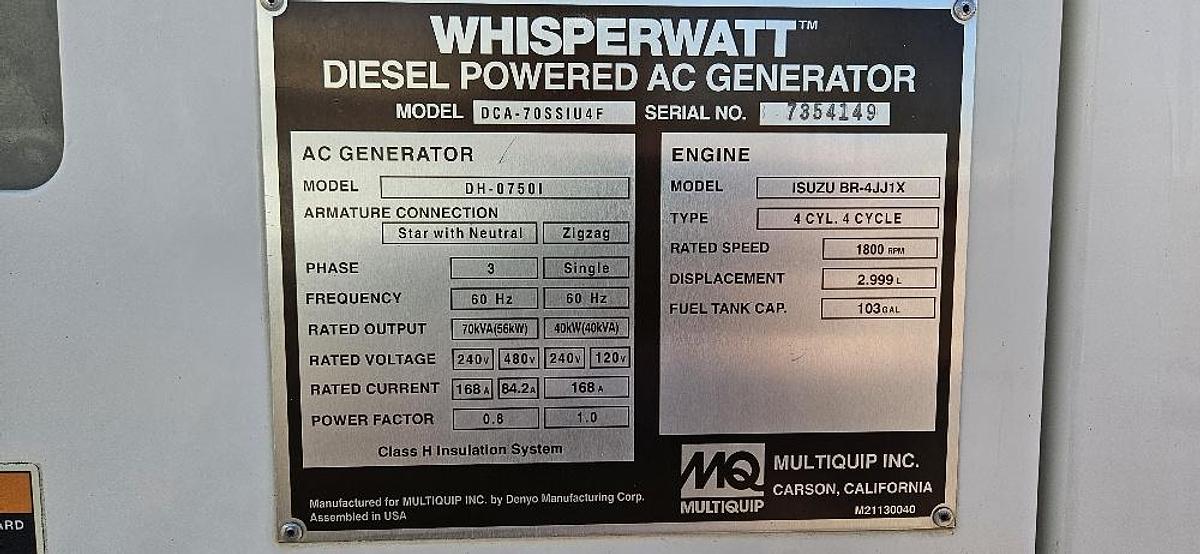 WHISPERWATT™
DIESEL POWERED AC GENERATOR
MODEL DCA-70SSIU4F SERIAL NO. 7354149
AC GENERATOR
MODEL DH-0750I
ARMATURE CONNECTION
Star with Neutral Zigzag
PHASE 3 Single
FREQUENCY 60 Hz 60 Hz
RATED OUTPUT 70kVA(56kW) 40kW(40kVA)
RATED VOLTAGE 240V 480V 240V 120V
RATED CURRENT 168 A 84.2A 168 A
POWER FACTOR 0.8 1.0
Class H Insulation System
ENGINE
MODEL ISUZU BR-4JJ1X
TYPE 4 CYL. 4 CYCLE
RATED SPEED 1800 RPM
DISPLACEMENT 2.999 L
FUEL TANK CAP. 103 GAL
Manufactured for MULTIQUIP INC. by Denyo Manufacturing Corp.
Assembled in USA
MQ
MULTIQUIP
MULTIQUIP INC.
CARSON, CALIFORNIA
M21130040
ARD